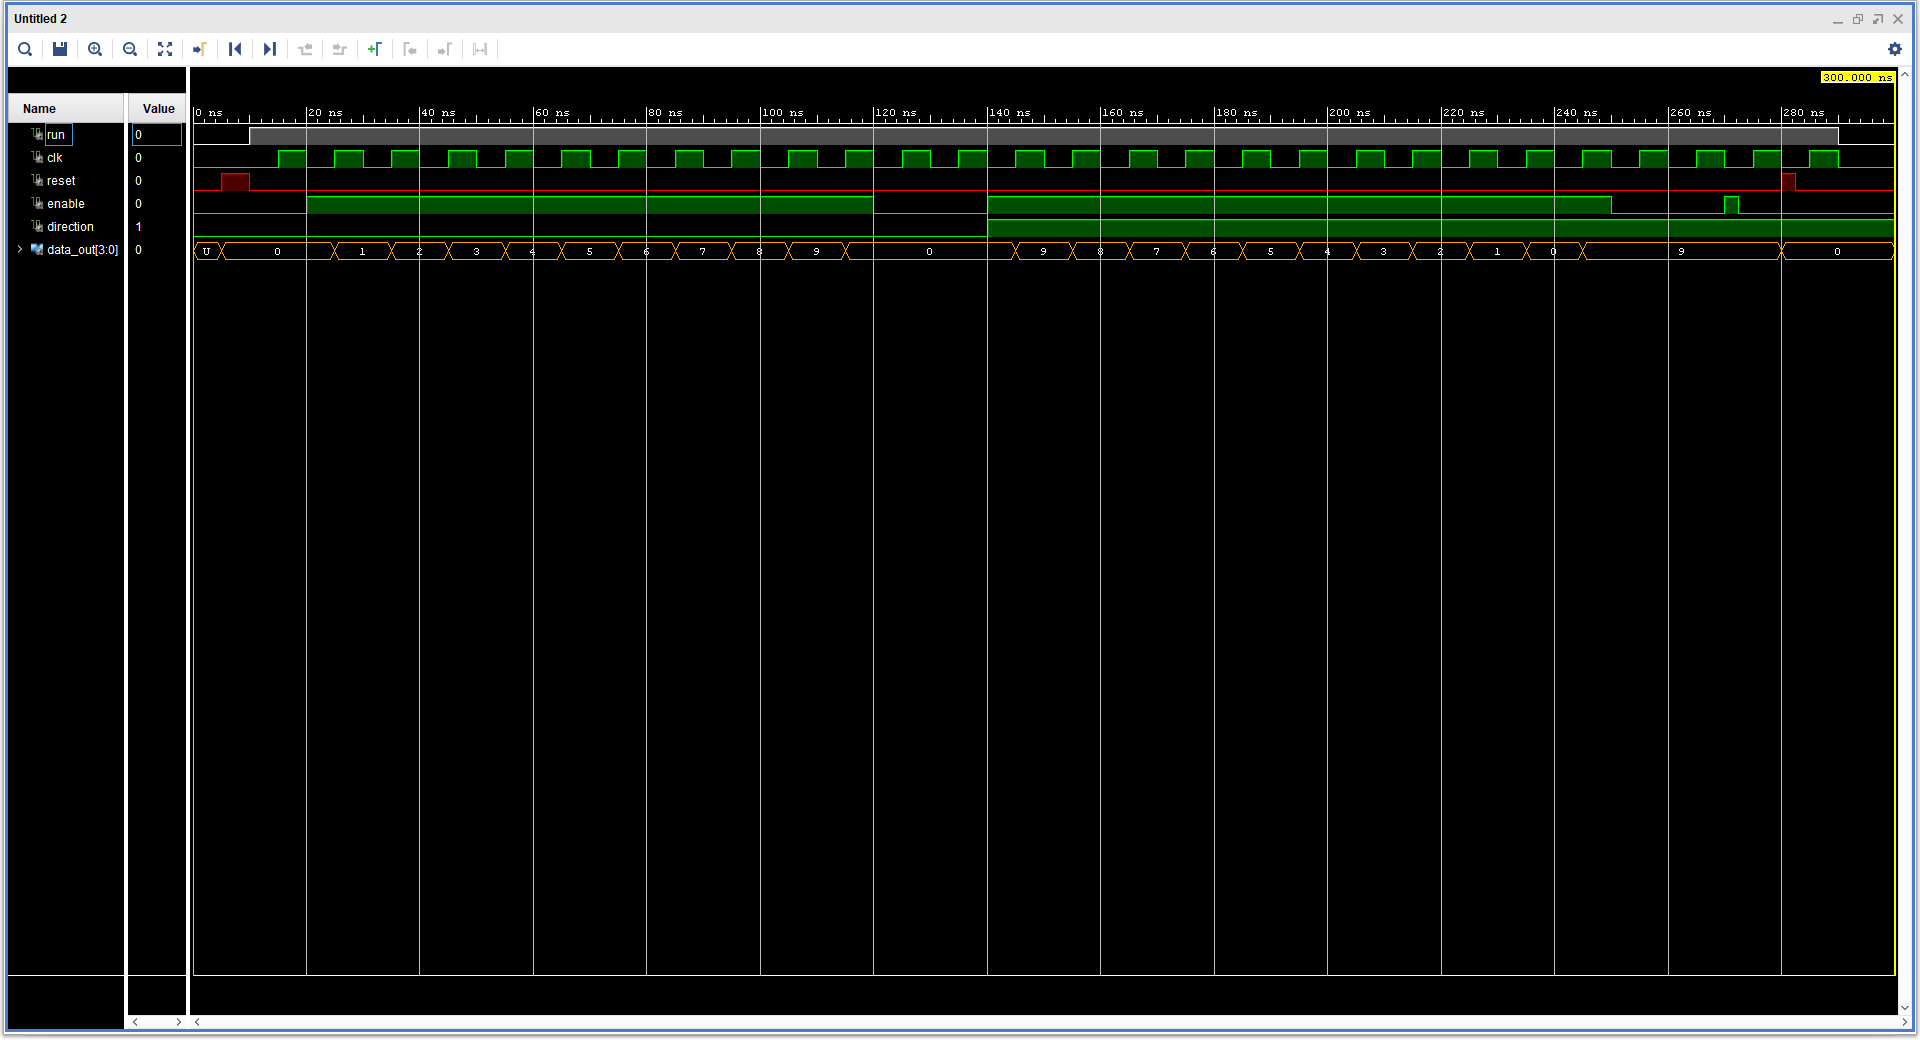 Untitled 2
300.000 ns
Name Value
0 ns 20 ns 40 ns 60 ns 80 ns 100 ns 120 ns 140 ns 160 ns 180 ns 200 ns 220 ns 240 ns 260 ns 280 ns
run 0
clk 0
reset 0
enable 0
direction 1
data_out[3:0] 0 U 0 1 2 3 4 5 6 7 8 9 0 9 8 7 6 5 4 3 2 1 0 9 0